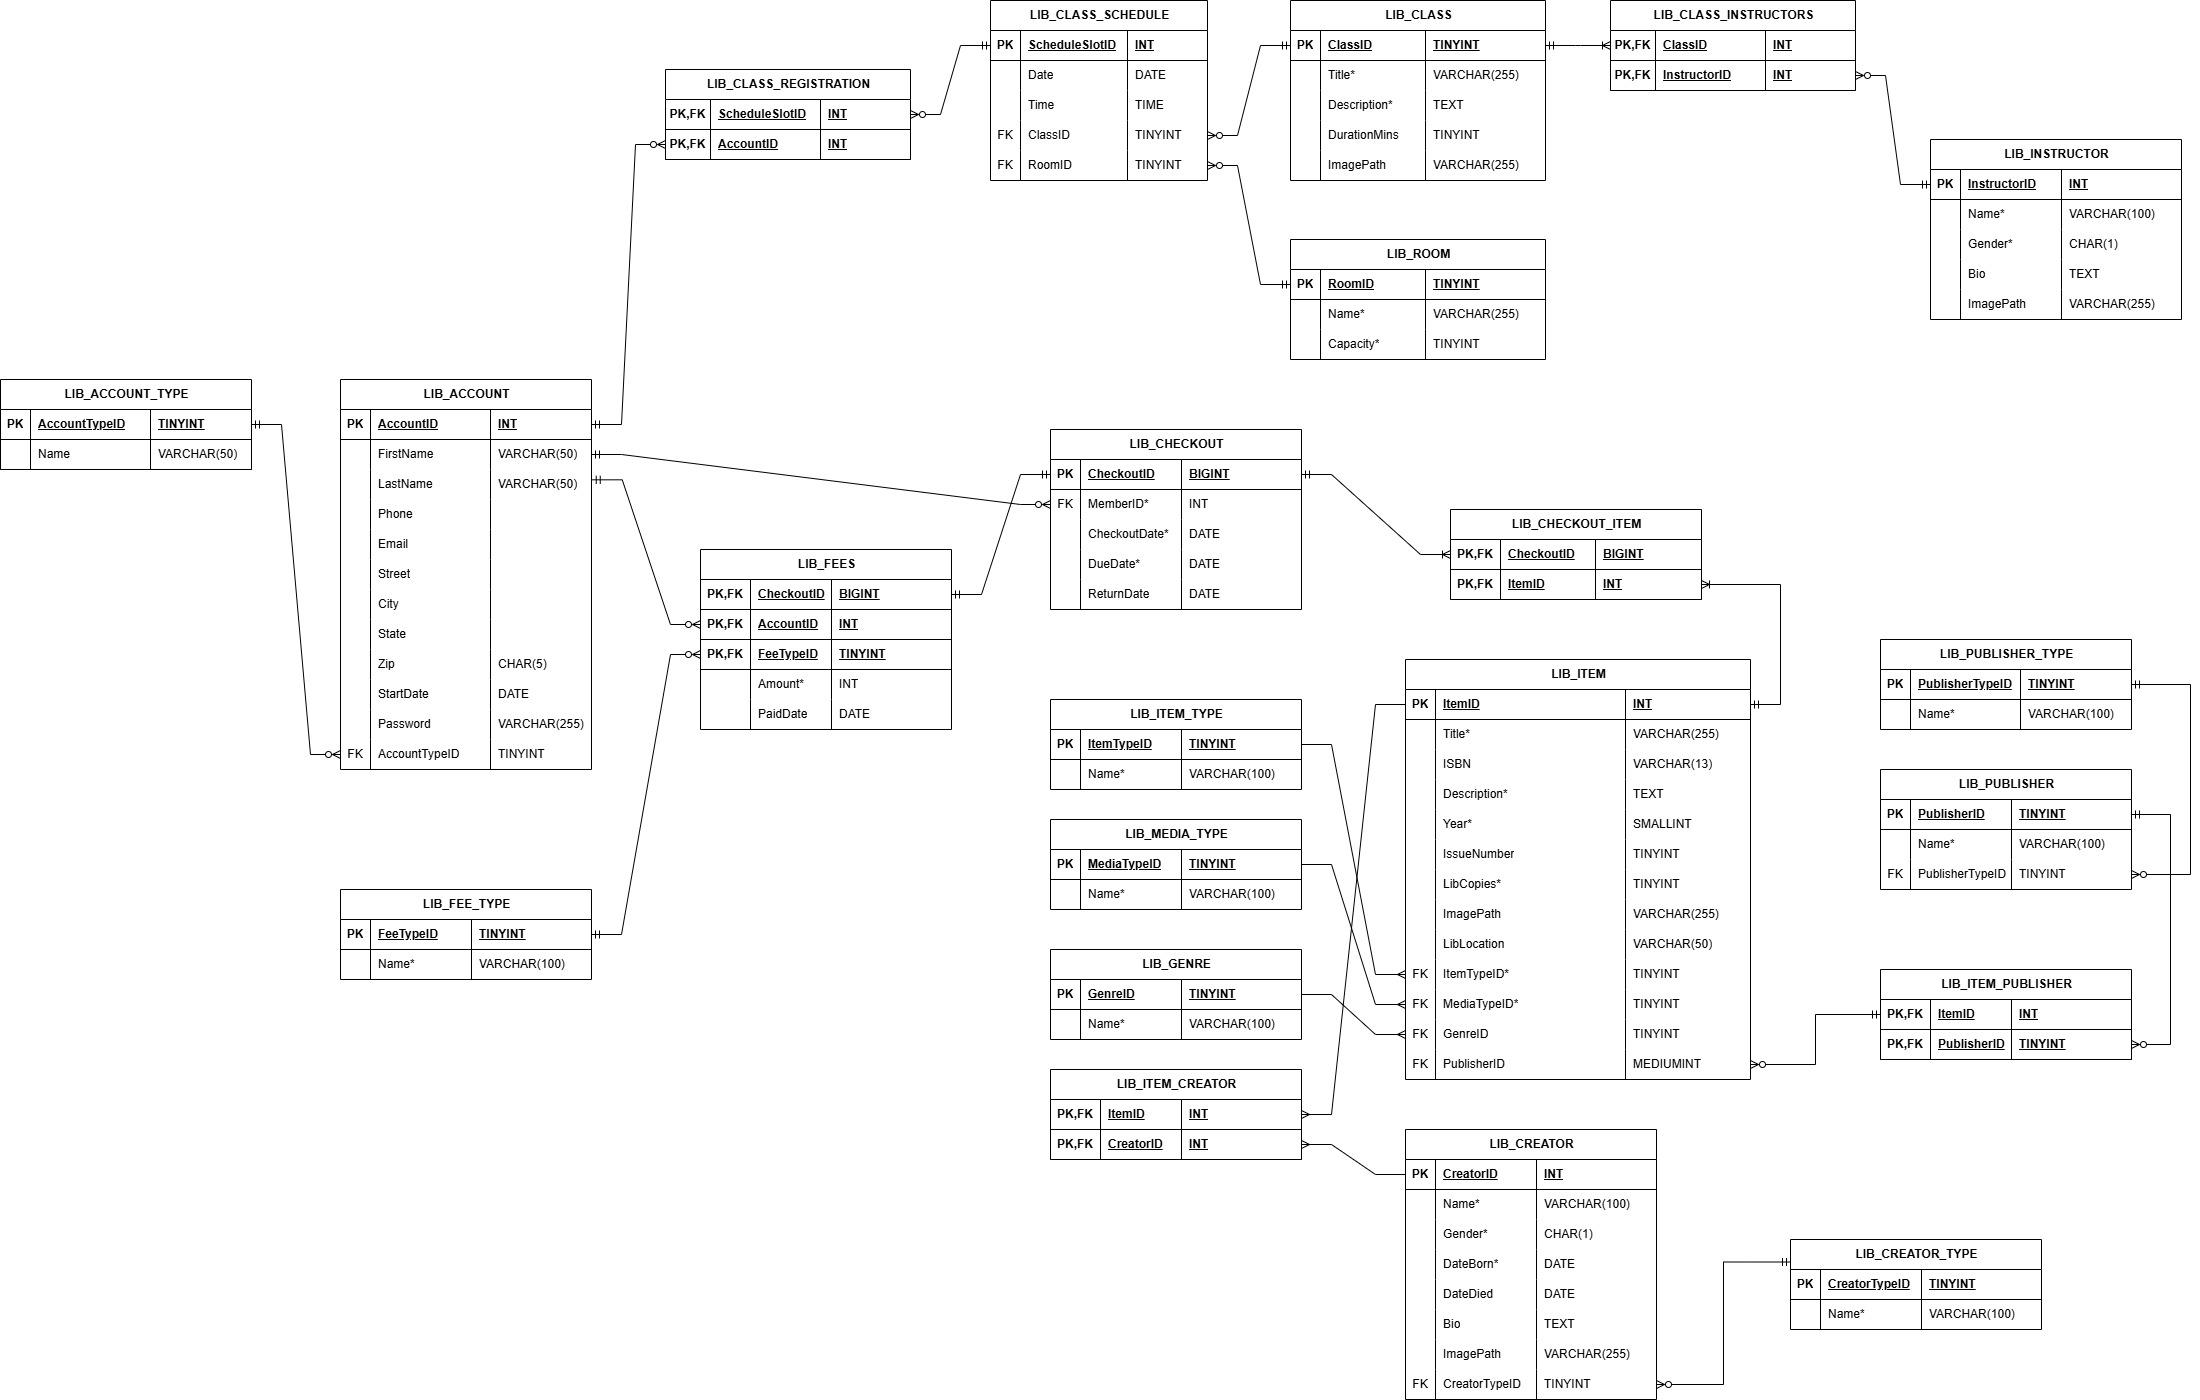 LIB_CLASS_SCHEDULE
PK ScheduleSlotID INT
Date DATE
Time TIME
FK ClassID TINYINT
FK RoomID TINYINT
LIB_CLASS
PK ClassID TINYINT
Title* VARCHAR(255)
Description* TEXT
DurationMins TINYINT
ImagePath VARCHAR(255)
LIB_CLASS_INSTRUCTORS
PK,FK ClassID INT
PK,FK InstructorID INT
LIB_CLASS_REGISTRATION
PK,FK ScheduleSlotID INT
PK,FK AccountID INT
LIB_INSTRUCTOR
PK InstructorID INT
Name* VARCHAR(100)
Gender* CHAR(1)
Bio TEXT
ImagePath VARCHAR(255)
LIB_ROOM
PK RoomID TINYINT
Name* VARCHAR(255)
Capacity* TINYINT
LIB_ACCOUNT_TYPE
PK AccountTypeID TINYINT
Name VARCHAR(50)
LIB_ACCOUNT
PK AccountID INT
FirstName VARCHAR(50)
LastName VARCHAR(50)
Phone
Email
Street
City
State
Zip CHAR(5)
StartDate DATE
Password VARCHAR(255)
FK AccountTypeID TINYINT
LIB_CHECKOUT
PK CheckoutID BIGINT
FK MemberID* INT
CheckoutDate* DATE
DueDate* DATE
ReturnDate DATE
LIB_CHECKOUT_ITEM
PK,FK CheckoutID BIGINT
PK,FK ItemID INT
LIB_FEES
PK,FK CheckoutID BIGINT
PK,FK AccountID INT
PK,FK FeeTypeID TINYINT
Amount* INT
PaidDate DATE
LIB_PUBLISHER_TYPE
PK PublisherTypeID TINYINT
Name* VARCHAR(100)
LIB_ITEM
PK ItemID INT
Title* VARCHAR(255)
ISBN VARCHAR(13)
Description* TEXT
Year* SMALLINT
IssueNumber TINYINT
LibCopies* TINYINT
ImagePath VARCHAR(255)
LibLocation VARCHAR(50)
FK ItemTypeID* TINYINT
FK MediaTypeID* TINYINT
FK GenreID TINYINT
FK PublisherID MEDIUMINT
LIB_ITEM_TYPE
PK ItemTypeID TINYINT
Name* VARCHAR(100)
LIB_PUBLISHER
PK PublisherID TINYINT
Name* VARCHAR(100)
FK PublisherTypeID TINYINT
LIB_MEDIA_TYPE
PK MediaTypeID TINYINT
Name* VARCHAR(100)
LIB_FEE_TYPE
PK FeeTypeID TINYINT
Name* VARCHAR(100)
LIB_GENRE
PK GenreID TINYINT
Name* VARCHAR(100)
LIB_ITEM_PUBLISHER
PK,FK ItemID INT
PK,FK PublisherID TINYINT
LIB_ITEM_CREATOR
PK,FK ItemID INT
PK,FK CreatorID INT
LIB_CREATOR
PK CreatorID INT
Name* VARCHAR(100)
Gender* CHAR(1)
DateBorn* DATE
DateDied DATE
Bio TEXT
ImagePath VARCHAR(255)
FK CreatorTypeID TINYINT
LIB_CREATOR_TYPE
PK CreatorTypeID TINYINT
Name* VARCHAR(100)